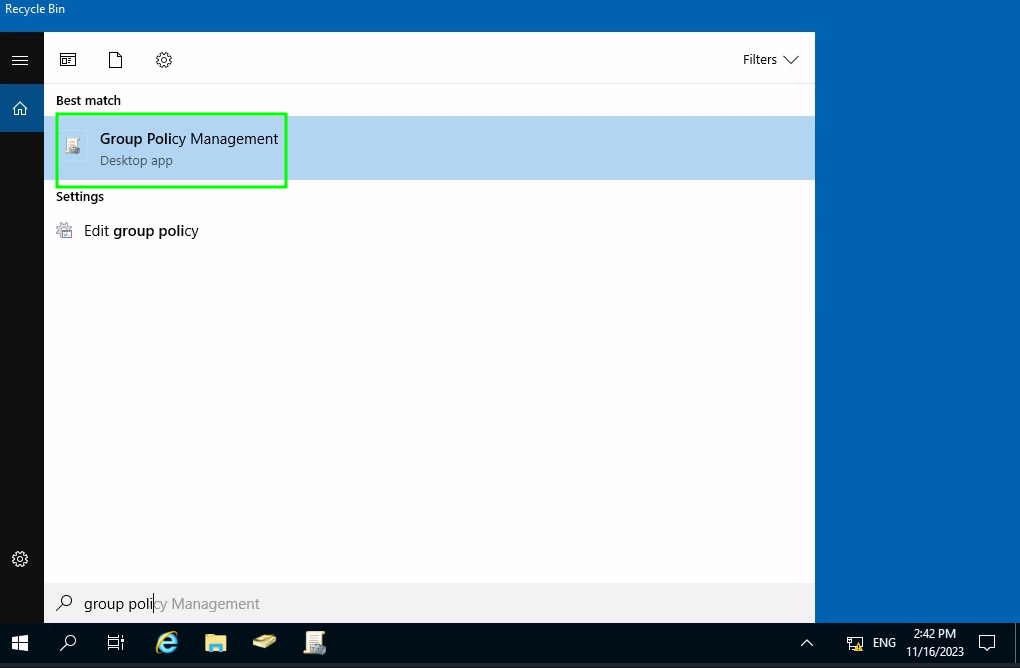 Recycle Bin
Filters
Best match
Group Policy Management
Desktop app
Settings
Edit group policy
group policy Management
ENG
2:42 PM
11/16/2023